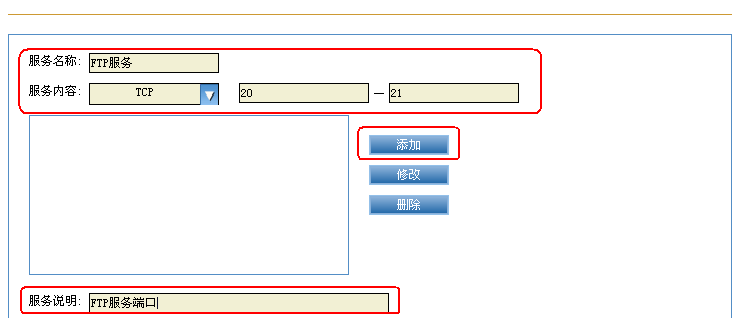 服务名称: FTP服务
服务内容: TCP 20 — 21
添加
修改
删除
服务说明: FTP服务端口